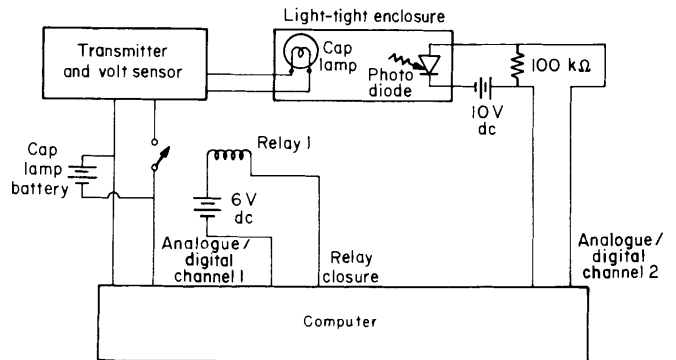 Light-tight enclosure
Transmitter
and volt sensor
Cap
lamp
Photo
diode
100 kΩ
10 V
dc
Cap
lamp
battery
Relay 1
6 V
dc
Analogue/
digital
channel 1
Relay
closure
Analogue/
digital
channel 2
Computer